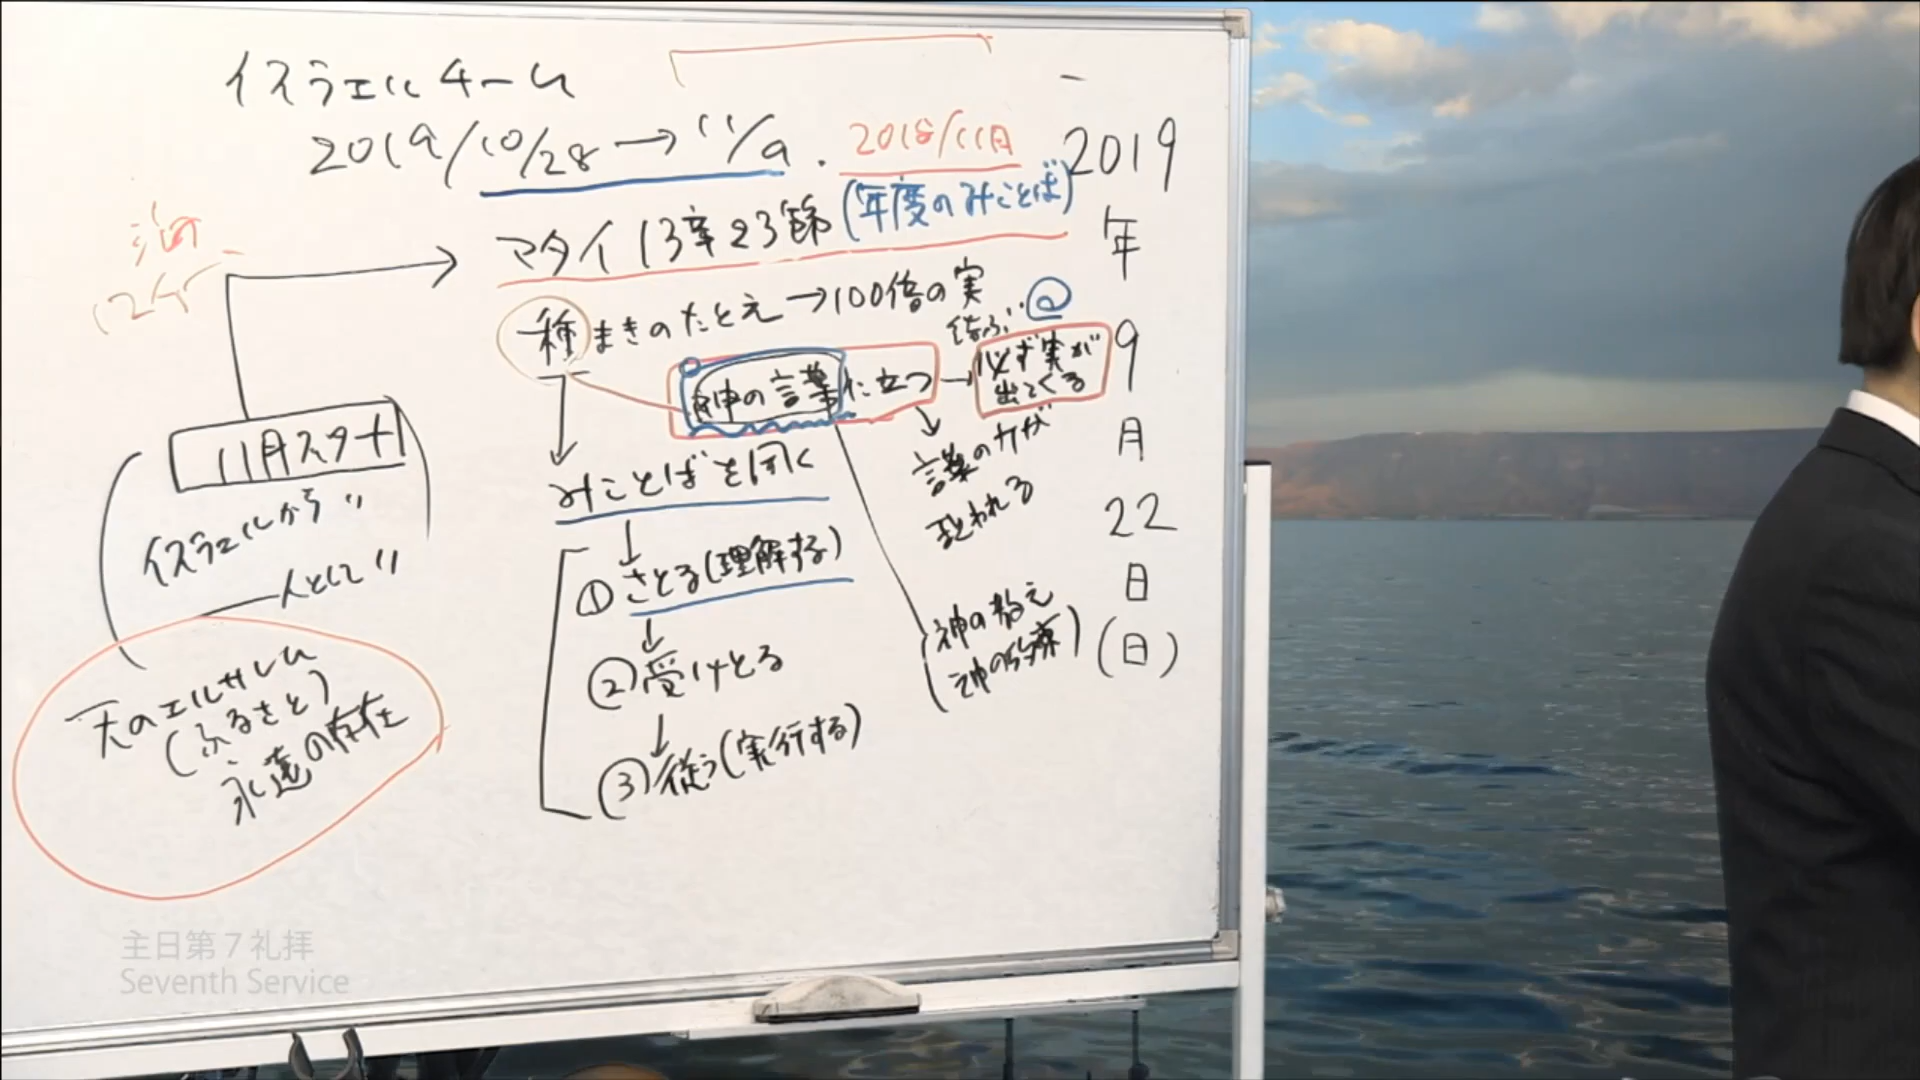 イスラエルチーム
2019/10/28→11/9.
2018/11月
マタイ13章23節(年度のみことば)
種まきのたとえ→100倍の実
結ぶ‥@
神の言葉に立つ→
必ず実が
出てくる
言葉の力が
みことばを聞く
①さとる(理解する)
②受けとる
③従う(実行する)
神の教え
神の治療
11月スタート
イスラエルから〃
人として〃
天のエルサレム
(ふるさと)
永遠の存在
2019
年
9
月
22
日
(日)
主日第7礼拝
Seventh Service